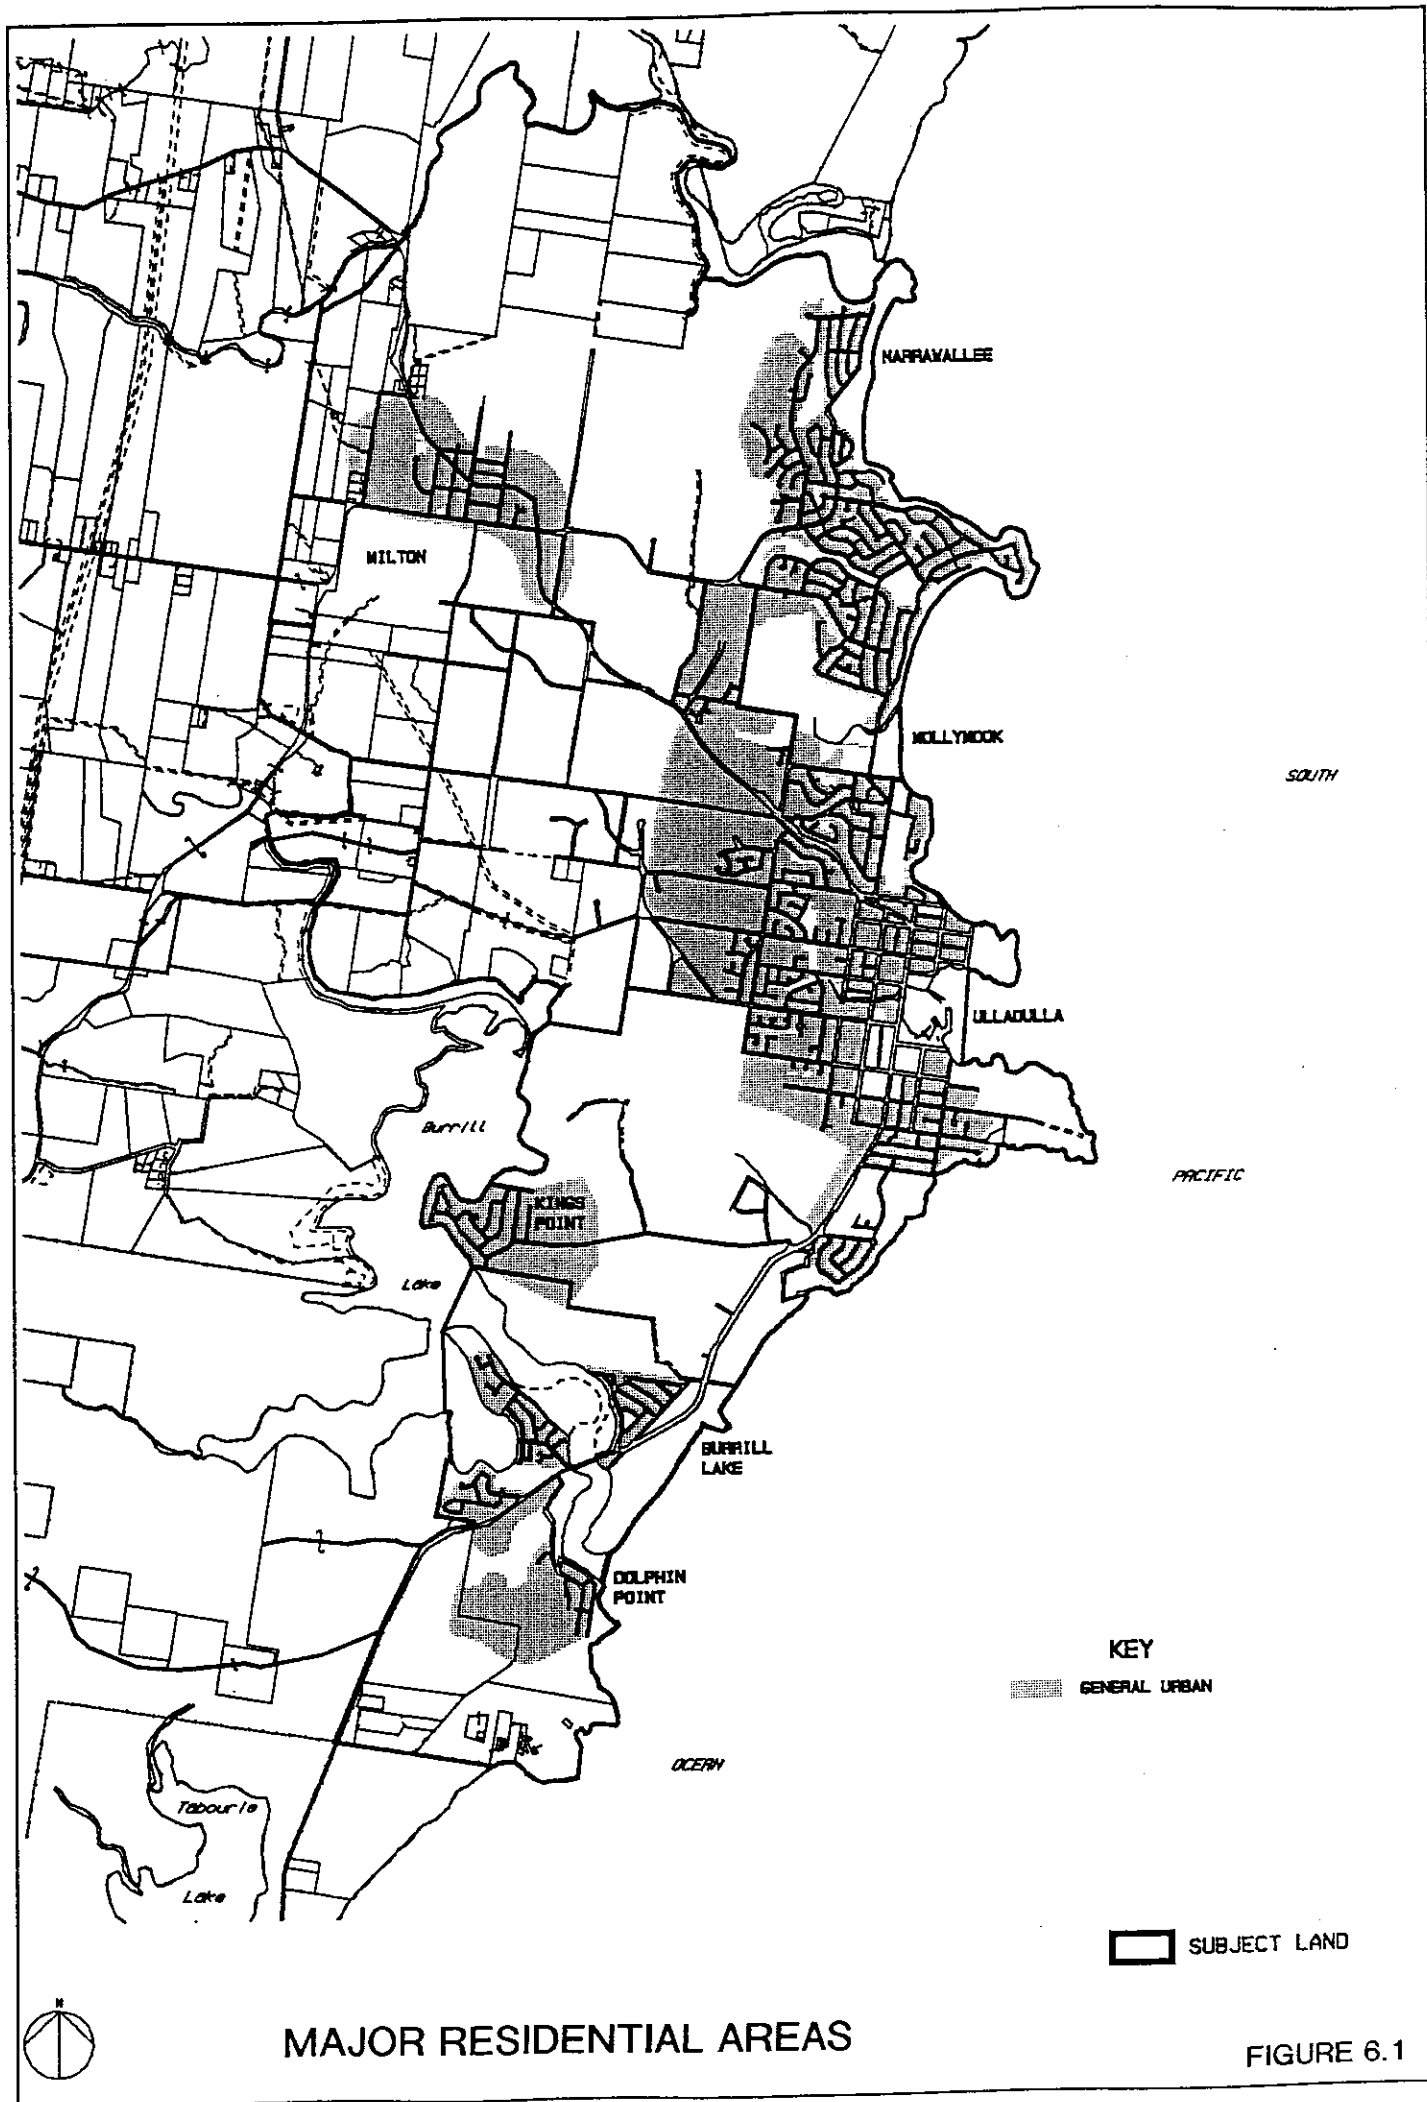 NARRAWALLEE
MILTON
MOLLYMOOK
SOUTH
ULLADULLA
Burrill
PACIFIC
KINGS
POINT
Lake
BURRILL
LAKE
DOLPHIN
POINT
KEY
GENERAL URBAN
OCEAN
Tabourie
Lake
SUBJECT LAND
N
MAJOR RESIDENTIAL AREAS
FIGURE 6.1